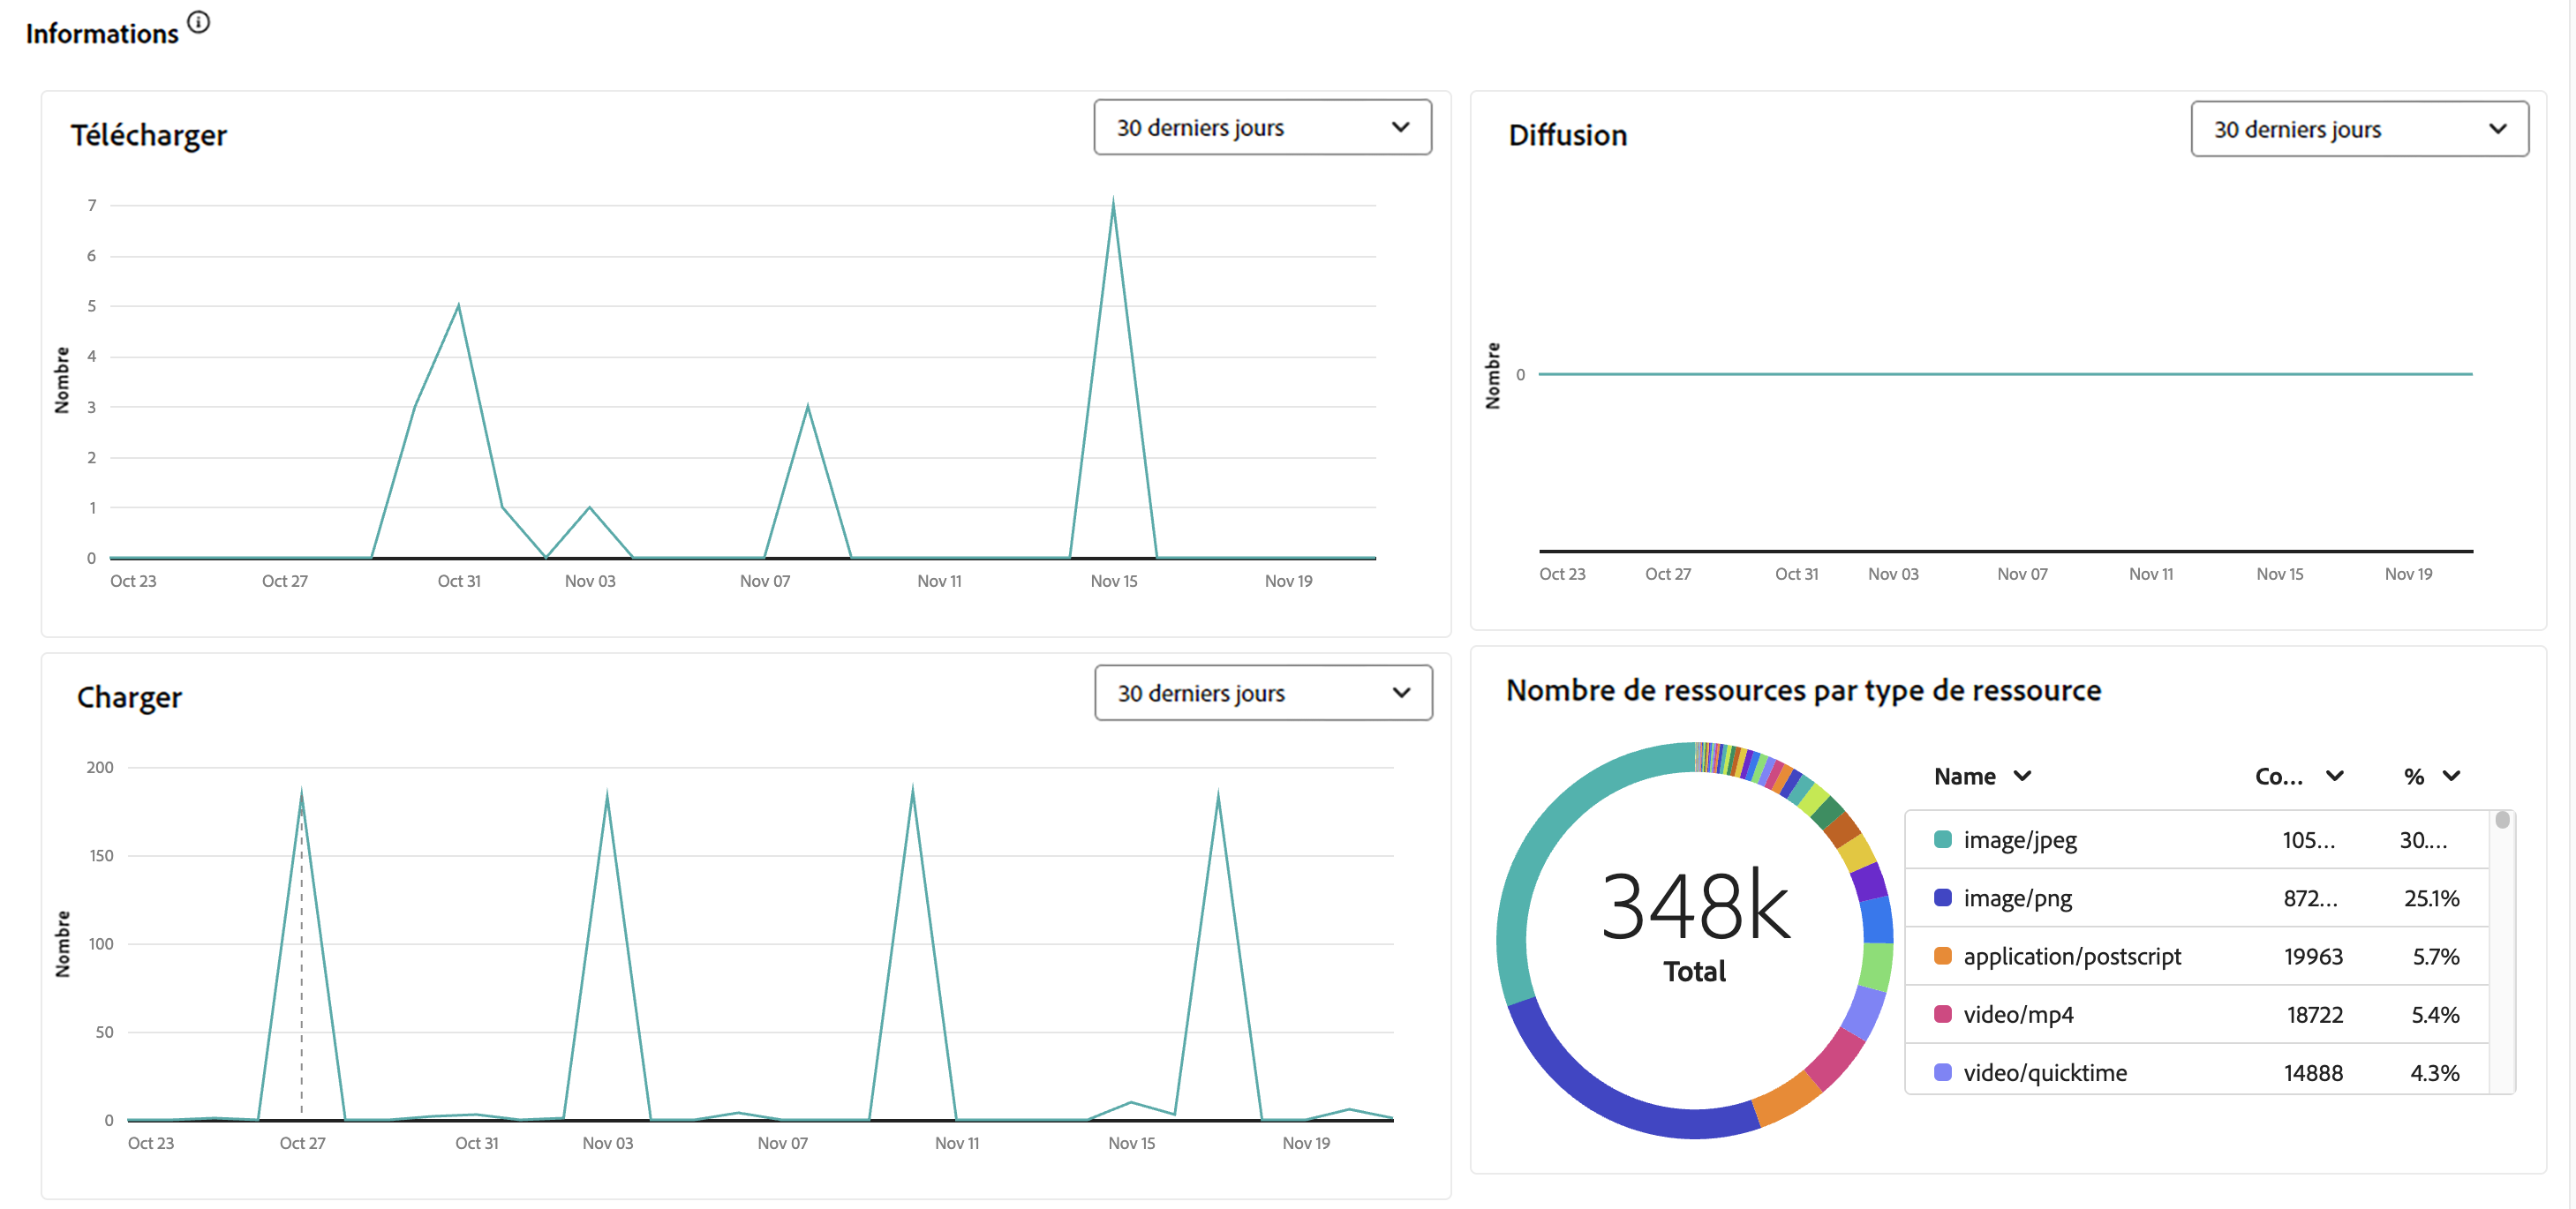 Informations
Télécharger
30 derniers jours
7
6
5
4
3
2
1
0
Nombre
Oct 23 Oct 27 Oct 31 Nov 03 Nov 07 Nov 11 Nov 15 Nov 19
Diffusion
30 derniers jours
Nombre
0
Oct 23 Oct 27 Oct 31 Nov 03 Nov 07 Nov 11 Nov 15 Nov 19
Charger
30 derniers jours
200
150
100
50
0
Nombre
Oct 23 Oct 27 Oct 31 Nov 03 Nov 07 Nov 11 Nov 15 Nov 19
Nombre de ressources par type de ressource
348k
Total
Name Co... %
image/jpeg 105... 30....
image/png 872... 25.1%
application/postscript 19963 5.7%
video/mp4 18722 5.4%
video/quicktime 14888 4.3%